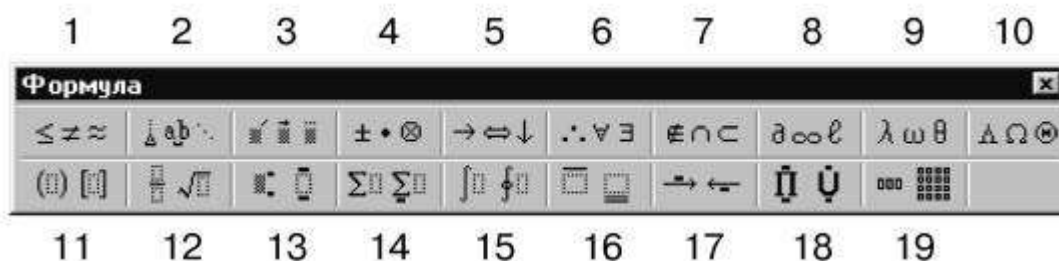 1 2 3 4 5 6 7 8 9 10
Формула
≤ ≠ ≈ a b ± • ⊗ → ⇔ ↓ ∴ ∀ ∃ ∉ ∩ ⊂ ∂ ∞ ℓ λ ω θ Λ Ω Θ
( ) [ ] √ Σ Σ ∫ ∮ → ← Π U
11 12 13 14 15 16 17 18 19